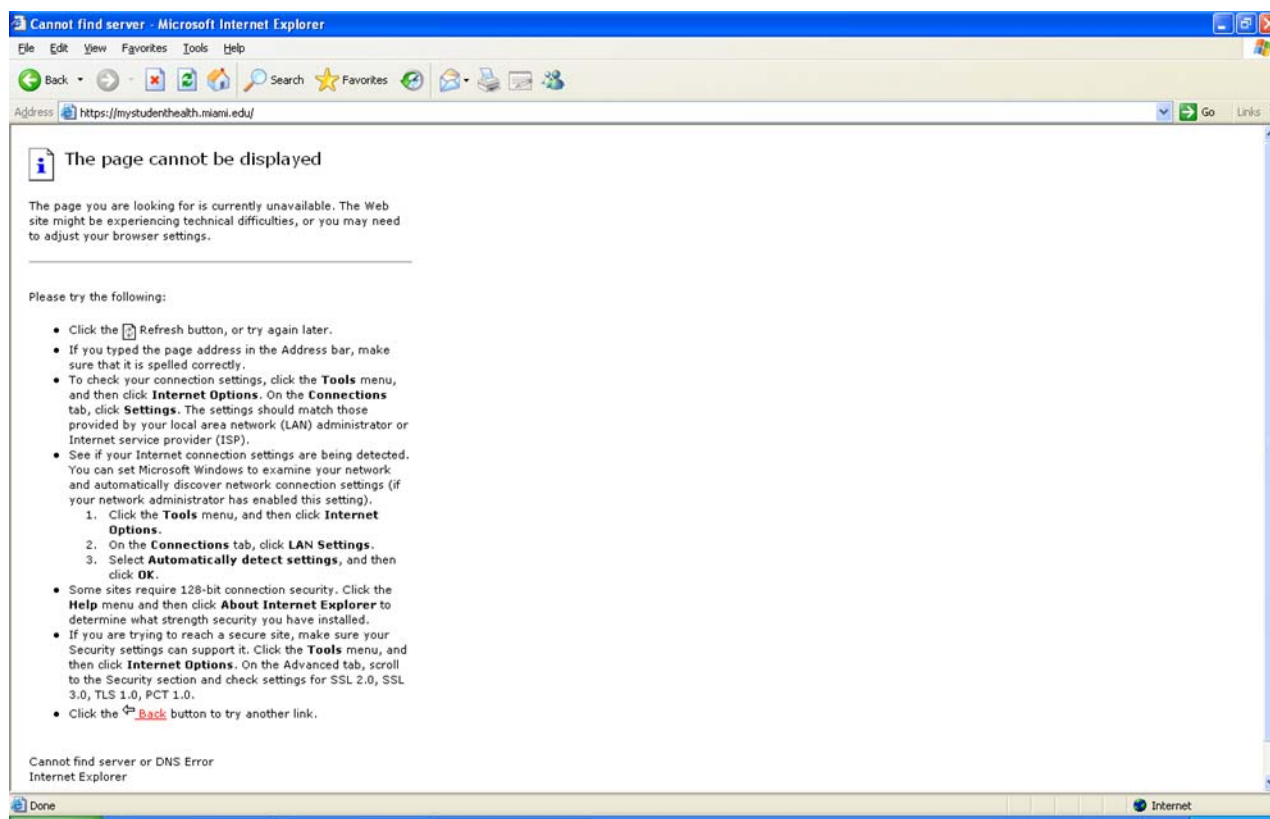 Cannot find server - Microsoft Internet Explorer
File Edit View Favorites Tools Help
Back Search Favorites
Address https://mystudenthealth.miami.edu/ Go Links
The page cannot be displayed
The page you are looking for is currently unavailable. The Web
site might be experiencing technical difficulties, or you may need
to adjust your browser settings.
Please try the following:
• Click the Refresh button, or try again later.
• If you typed the page address in the Address bar, make
sure that it is spelled correctly.
• To check your connection settings, click the Tools menu,
and then click Internet Options. On the Connections
tab, click Settings. The settings should match those
provided by your local area network (LAN) administrator or
Internet service provider (ISP).
• See if your Internet connection settings are being detected.
You can set Microsoft Windows to examine your network
and automatically discover network connection settings (if
your network administrator has enabled this setting).
1. Click the Tools menu, and then click Internet
Options.
2. On the Connections tab, click LAN Settings.
3. Select Automatically detect settings, and then
click OK.
• Some sites require 128-bit connection security. Click the
Help menu and then click About Internet Explorer to
determine what strength security you have installed.
• If you are trying to reach a secure site, make sure your
Security settings can support it. Click the Tools menu, and
then click Internet Options. On the Advanced tab, scroll
to the Security section and check settings for SSL 2.0, SSL
3.0, TLS 1.0, PCT 1.0.
• Click the Back button to try another link.
Cannot find server or DNS Error
Internet Explorer
Done Internet